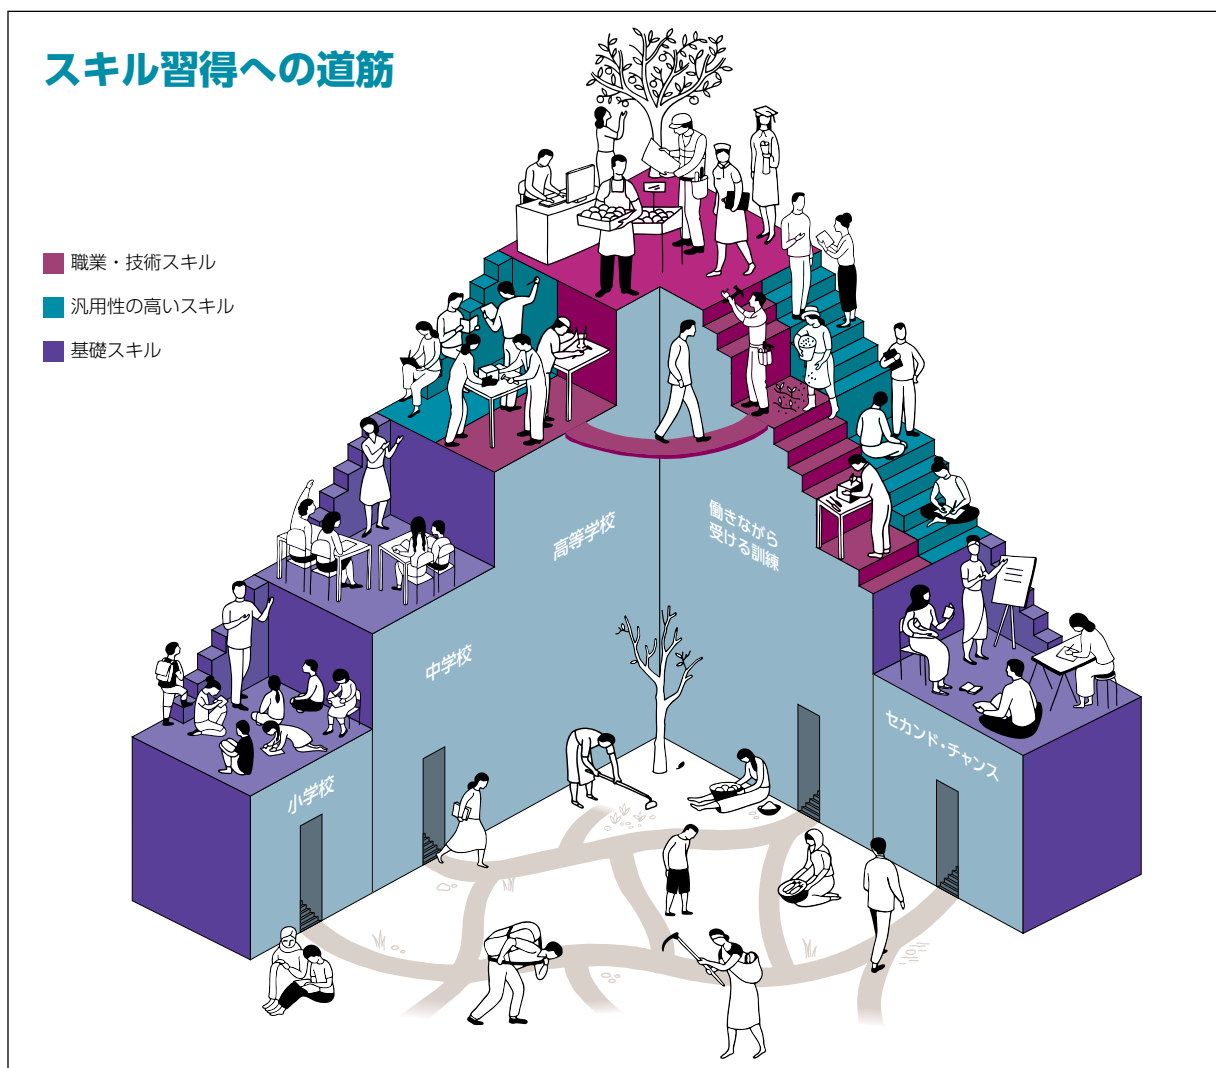 スキル習得への道筋
職業・技術スキル
汎用性の高いスキル
基礎スキル
高等学校
働きながら
受ける訓練
中学校
セカンド・チャンス
小学校